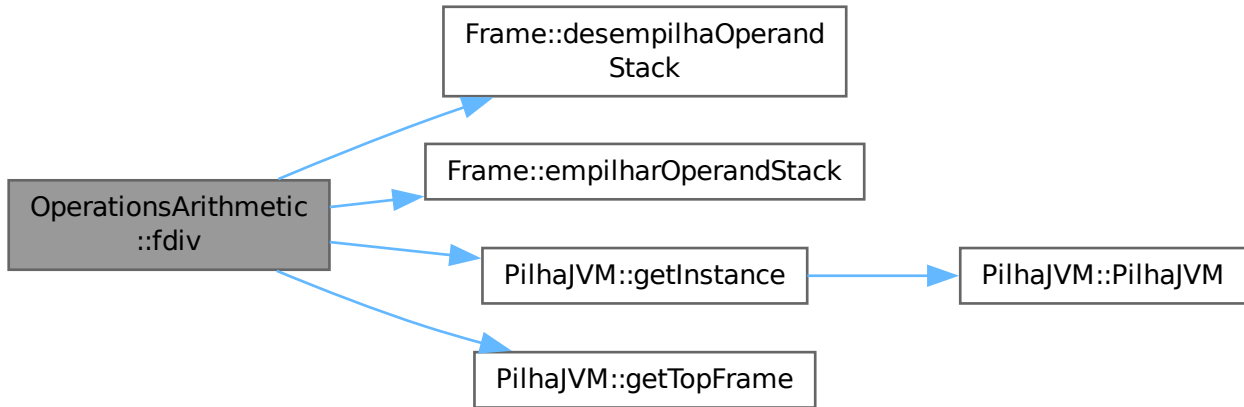 Frame::desempilhaOperand
Stack
Frame::empilharOperandStack
OperationsArithmetic
::fdiv
PilhaJVM::getInstance
PilhaJVM::PilhaJVM
PilhaJVM::getTopFrame